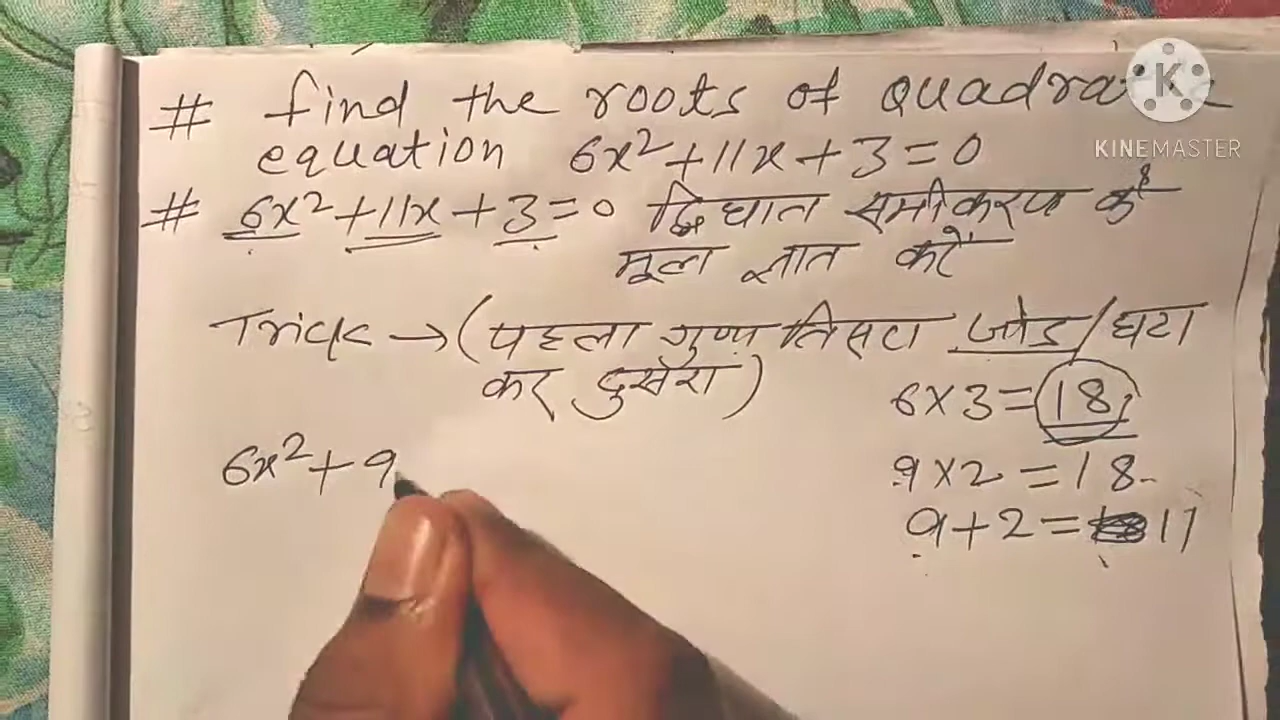 # find the roots of Quadratic
equation 6x²+11x+3=0
# 6x²+11x+3=0 द्विघात समीकरण के
मूल ज्ञात करें
Trick → (पहला गुणा तिसरा जोड/घटा
कर दुसरा)
6×3=18
9×2=18
9+2=11
6x²+9
K
KINEMASTER